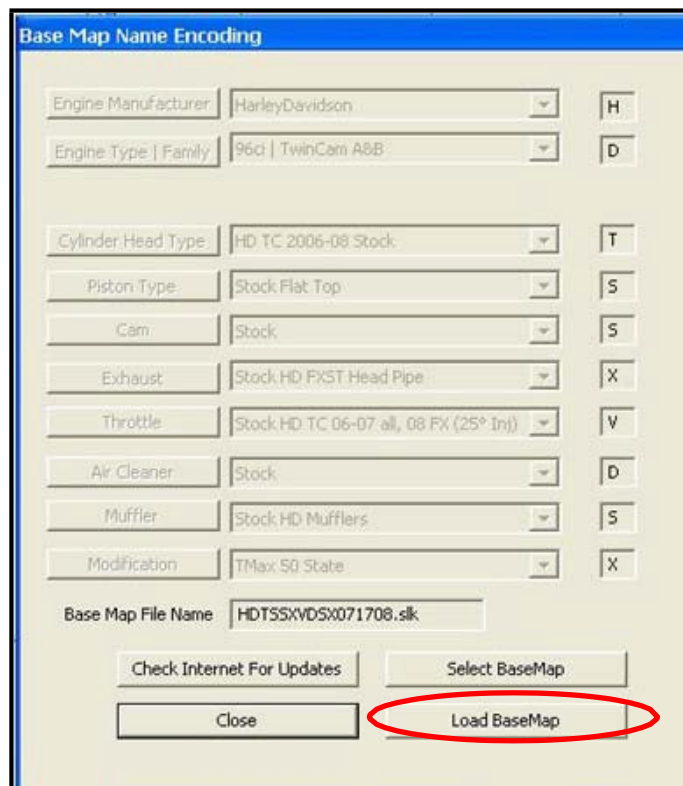 Base Map Name Encoding
Engine Manufacturer HarleyDavidson H
Engine Type | Family 96ci | TwinCam A&B D
Cylinder Head Type HD TC 2006-08 Stock T
Piston Type Stock Flat Top S
Cam Stock S
Exhaust Stock HD FXST Head Pipe X
Throttle Stock HD TC 06-07 all, 08 FX (25° Inj) V
Air Cleaner Stock D
Muffler Stock HD Mufflers S
Modification TMax 50 State X
Base Map File Name HDTSSXVDSX071708.slk
Check Internet For Updates Select BaseMap
Close Load BaseMap